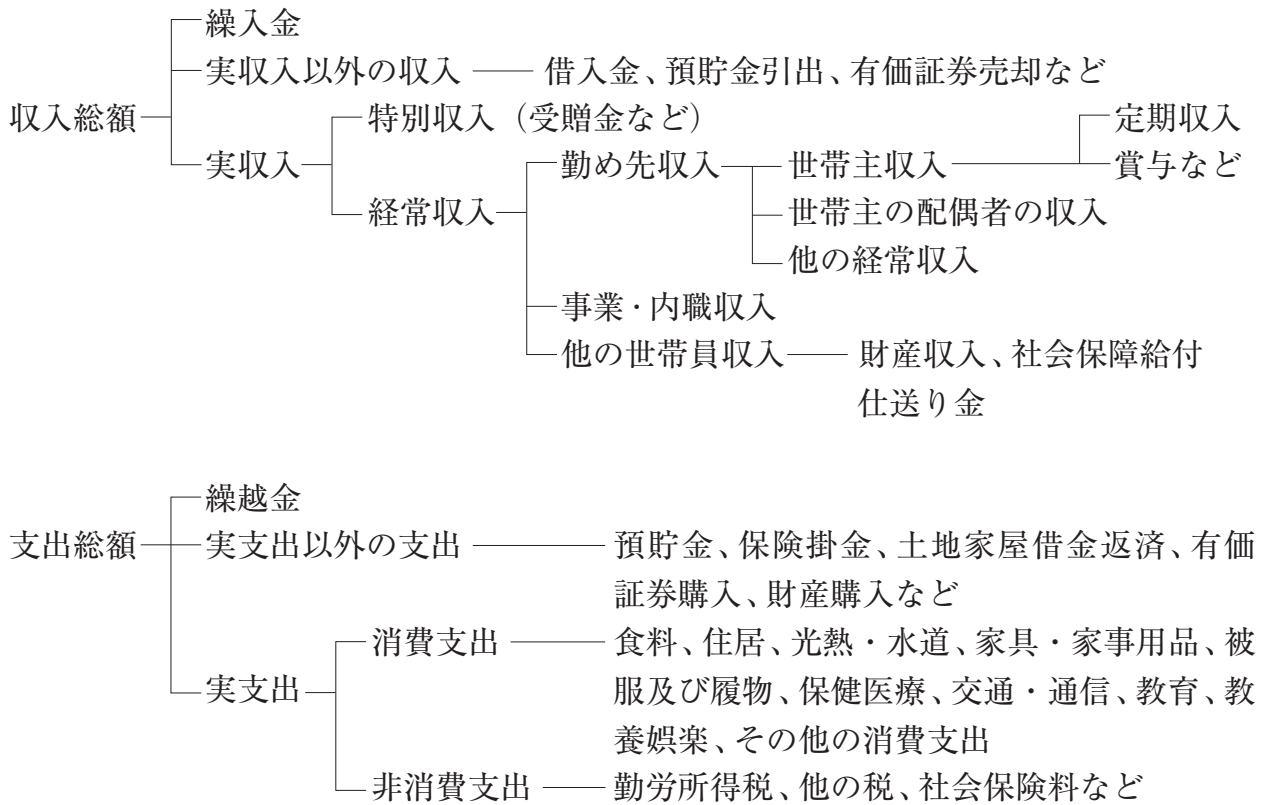 繰入金
実収入以外の収入 借入金、預貯金引出、有価証券売却など
収入総額 特別収入（受贈金など） 定期収入
実収入 勤め先収入 世帯主収入 賞与など
経常収入 世帯主の配偶者の収入
他の経常収入
事業・内職収入
他の世帯員収入 財産収入、社会保障給付
仕送り金
繰越金
支出総額 実支出以外の支出 預貯金、保険掛金、土地家屋借金返済、有価
証券購入、財産購入など
消費支出 食料、住居、光熱・水道、家具・家事用品、被
実支出 服及び履物、保健医療、交通・通信、教育、教
養娯楽、その他の消費支出
非消費支出 勤労所得税、他の税、社会保険料など